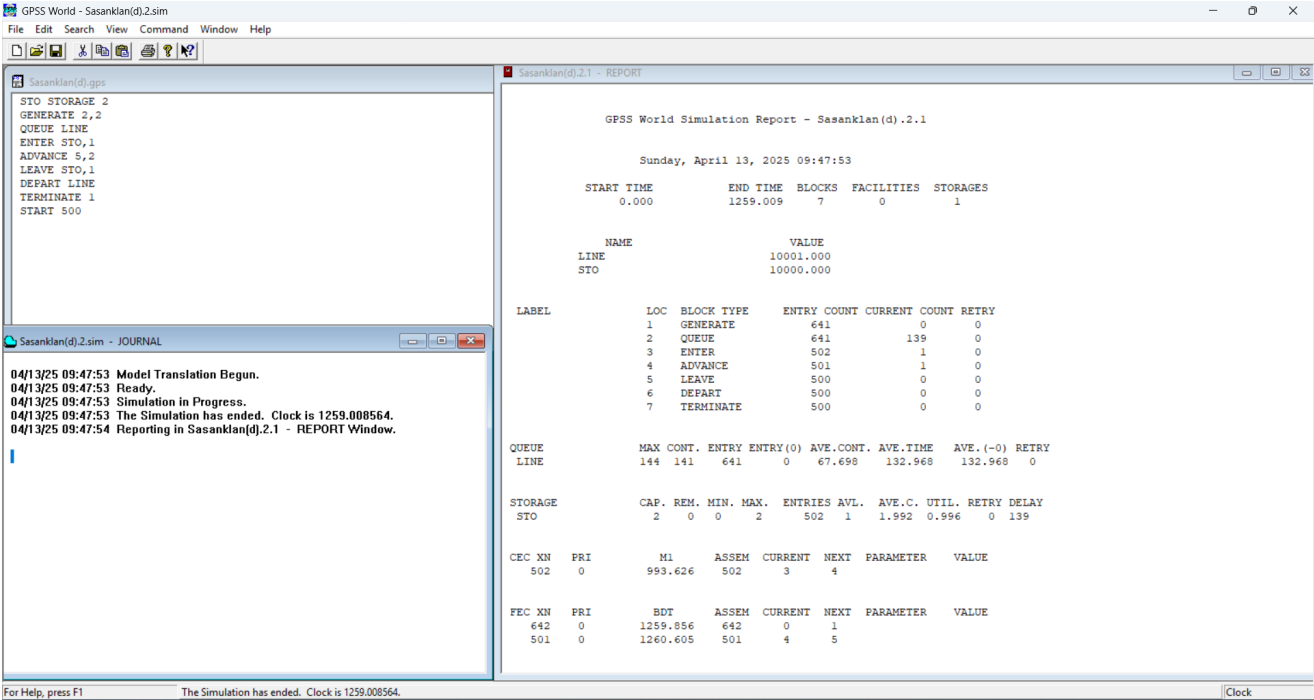 GPSS World - Sasanklan(d).2.sim
File Edit Search View Command Window Help
Sasanklan(d).gps
STO STORAGE 2
GENERATE 2,2
QUEUE LINE
ENTER STO,1
ADVANCE 5,2
LEAVE STO,1
DEPART LINE
TERMINATE 1
START 500
Sasanklan(d).2.sim - JOURNAL
04/13/25 09:47:53 Model Translation Begun.
04/13/25 09:47:53 Ready.
04/13/25 09:47:53 Simulation in Progress.
04/13/25 09:47:53 The Simulation has ended. Clock is 1259.008564.
04/13/25 09:47:54 Reporting in Sasanklan(d).2.1 - REPORT Window.
Sasanklan(d).2.1 - REPORT
GPSS World Simulation Report - Sasanklan(d).2.1
Sunday, April 13, 2025 09:47:53
START TIME END TIME BLOCKS FACILITIES STORAGES
0.000 1259.009 7 0 1
NAME VALUE
LINE 10001.000
STO 10000.000
LABEL LOC BLOCK TYPE ENTRY COUNT CURRENT COUNT RETRY
1 GENERATE 641 0 0
2 QUEUE 641 139 0
3 ENTER 502 1 0
4 ADVANCE 501 1 0
5 LEAVE 500 0 0
6 DEPART 500 0 0
7 TERMINATE 500 0 0
QUEUE MAX CONT. ENTRY ENTRY(0) AVE.CONT. AVE.TIME AVE.(-0) RETRY
LINE 144 141 641 0 67.698 132.968 132.968 0
STORAGE CAP. REM. MIN. MAX. ENTRIES AVL. AVE.C. UTIL. RETRY DELAY
STO 2 0 0 2 502 1 1.992 0.996 0 139
CEC XN PRI M1 ASSEM CURRENT NEXT PARAMETER VALUE
502 0 993.626 502 3 4
FEC XN PRI BDT ASSEM CURRENT NEXT PARAMETER VALUE
642 0 1259.856 642 0 1
501 0 1260.605 501 4 5
For Help, press F1 The Simulation has ended. Clock is 1259.008564. Clock